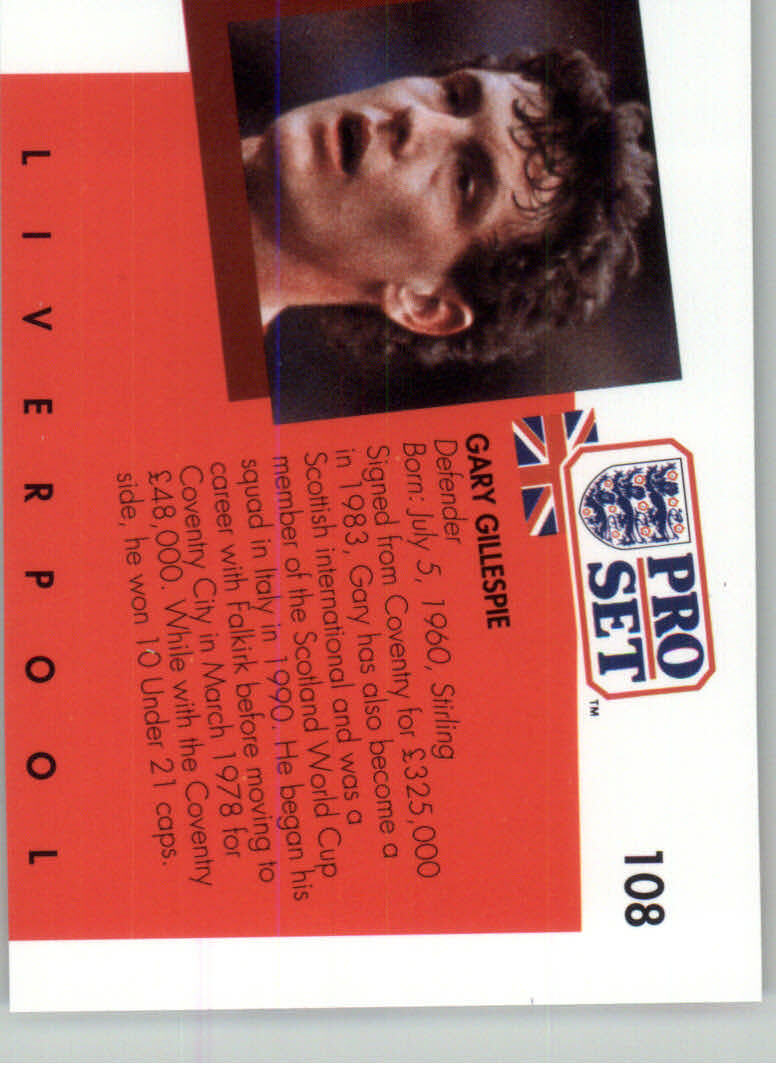 PRO
SET
TM
108
GARY GILLESPIE
Defender
Born: July 5, 1960, Stirling
Signed from Coventry for £325,000
in 1983, Gary has also become a
Scottish international and was a
member of the Scotland World Cup
squad in Italy in 1990. He began his
career with Falkirk before moving to
Coventry City in March 1978 for
£48,000. While with the Coventry
side, he won 10 Under 21 caps.
LIVERPOOL